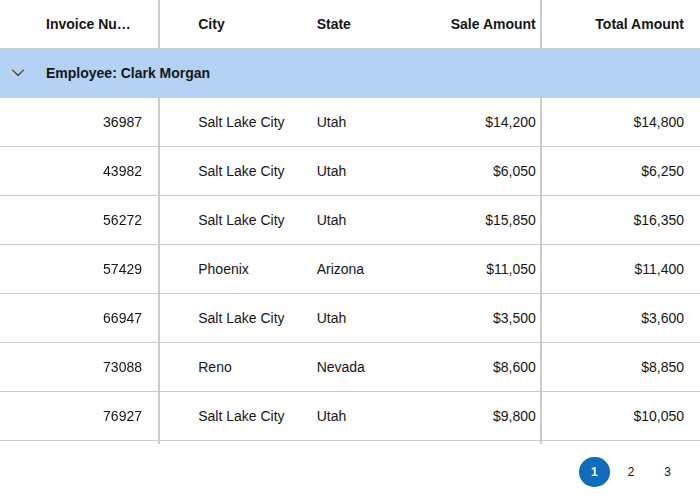 Invoice Nu… City State Sale Amount Total Amount
Employee: Clark Morgan
36987 Salt Lake City Utah $14,200 $14,800
43982 Salt Lake City Utah $6,050 $6,250
56272 Salt Lake City Utah $15,850 $16,350
57429 Phoenix Arizona $11,050 $11,400
66947 Salt Lake City Utah $3,500 $3,600
73088 Reno Nevada $8,600 $8,850
76927 Salt Lake City Utah $9,800 $10,050
1 2 3